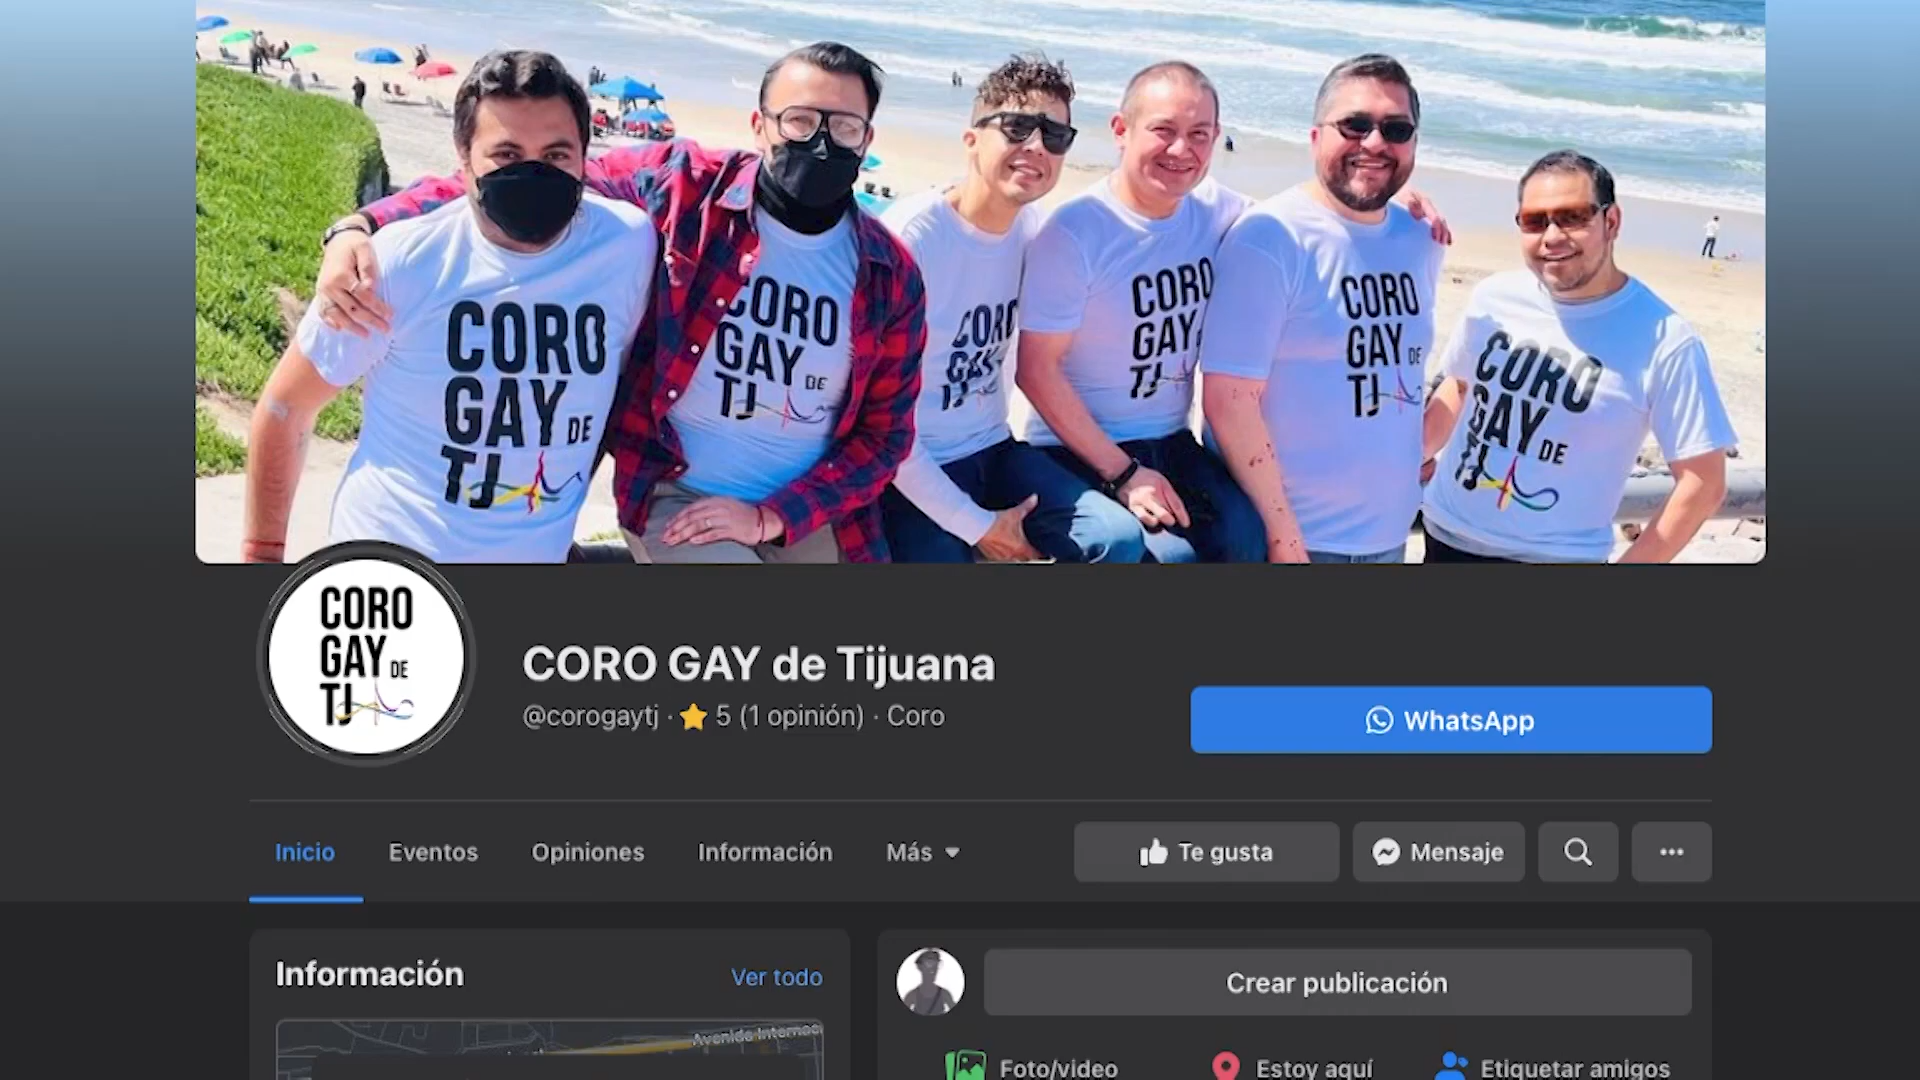 CORO
GAY DE
TJ
CORO
GAY DE
TJ
CORO
GAY
TJ
CORO
GAY
TJ
CORO
GAY DE
TJ
CORO
GAY DE
TJ
CORO
GAY DE
TJ
CORO GAY de Tijuana
@corogaytj · 5 (1 opinión) · Coro
WhatsApp
Inicio Eventos Opiniones Información Más
Te gusta Mensaje
Información Ver todo
Crear publicación
Avenida Internac
Foto/video Estoy aquí Etiquetar amigos